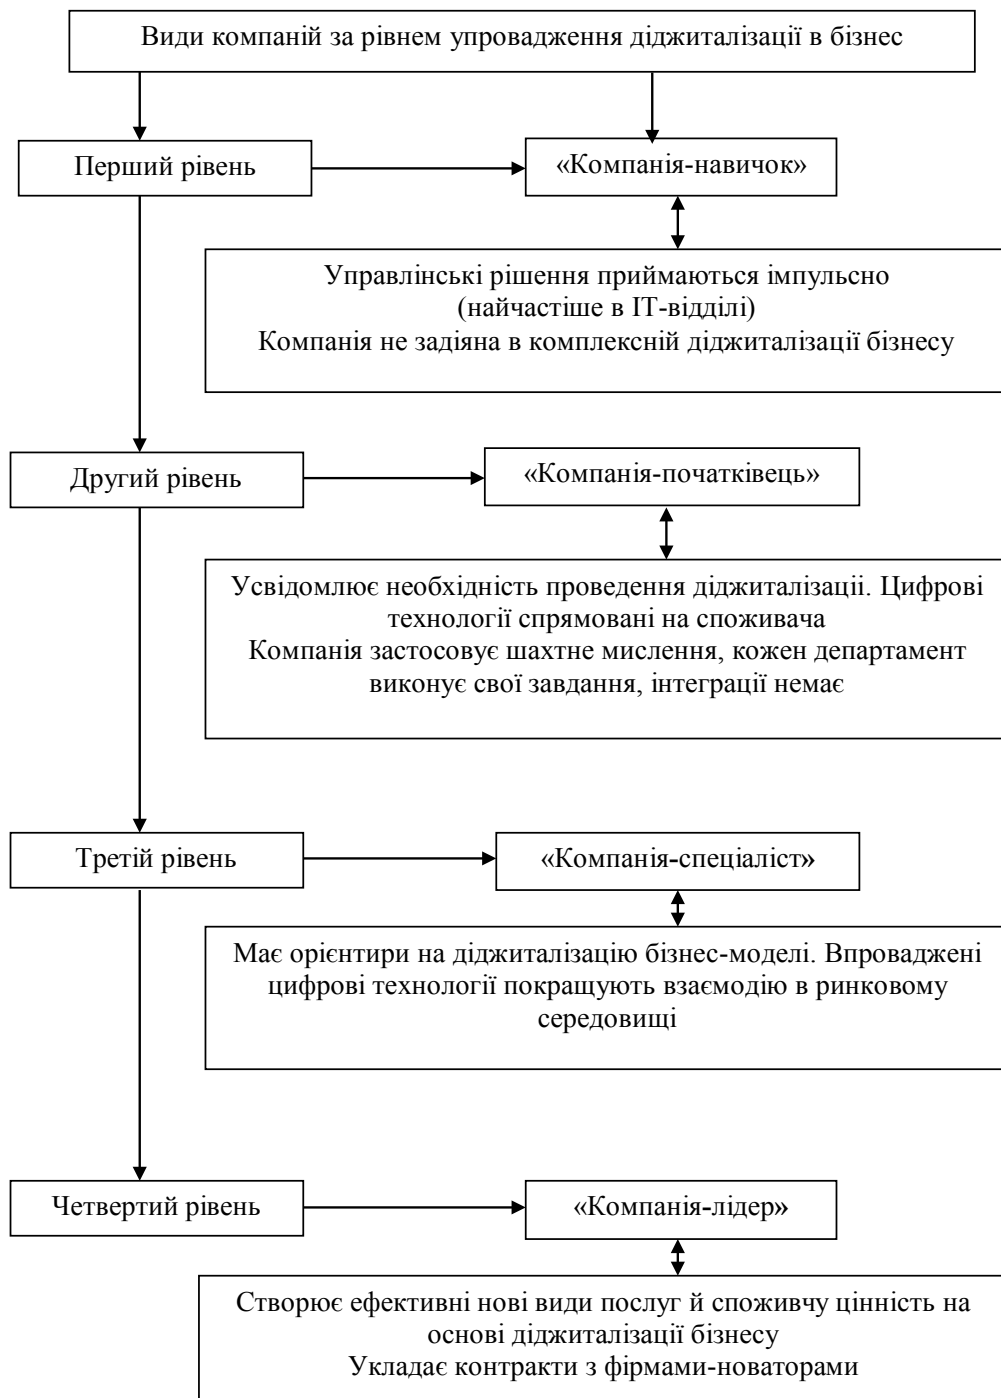 Види компаній за рівнем упровадження діджиталізації в бізнес
Перший рівень
«Компанія-навичок»
Управлінські рішення приймаються імпульсно
(найчастіше в ІТ-відділі)
Компанія не задіяна в комплексній діджиталізації бізнесу
Другий рівень
«Компанія-початківець»
Усвідомлює необхідність проведення діджиталізації. Цифрові
технології спрямовані на споживача
Компанія застосовує шахтне мислення, кожен департамент
виконує свої завдання, інтеграції немає
Третій рівень
«Компанія-спеціаліст»
Має орієнтири на діджиталізацію бізнес-моделі. Впроваджені
цифрові технології покращують взаємодію в ринковому
середовищі
Четвертий рівень
«Компанія-лідер»
Створює ефективні нові види послуг й споживчу цінність на
основі діджиталізації бізнесу
Укладає контракти з фірмами-новаторами